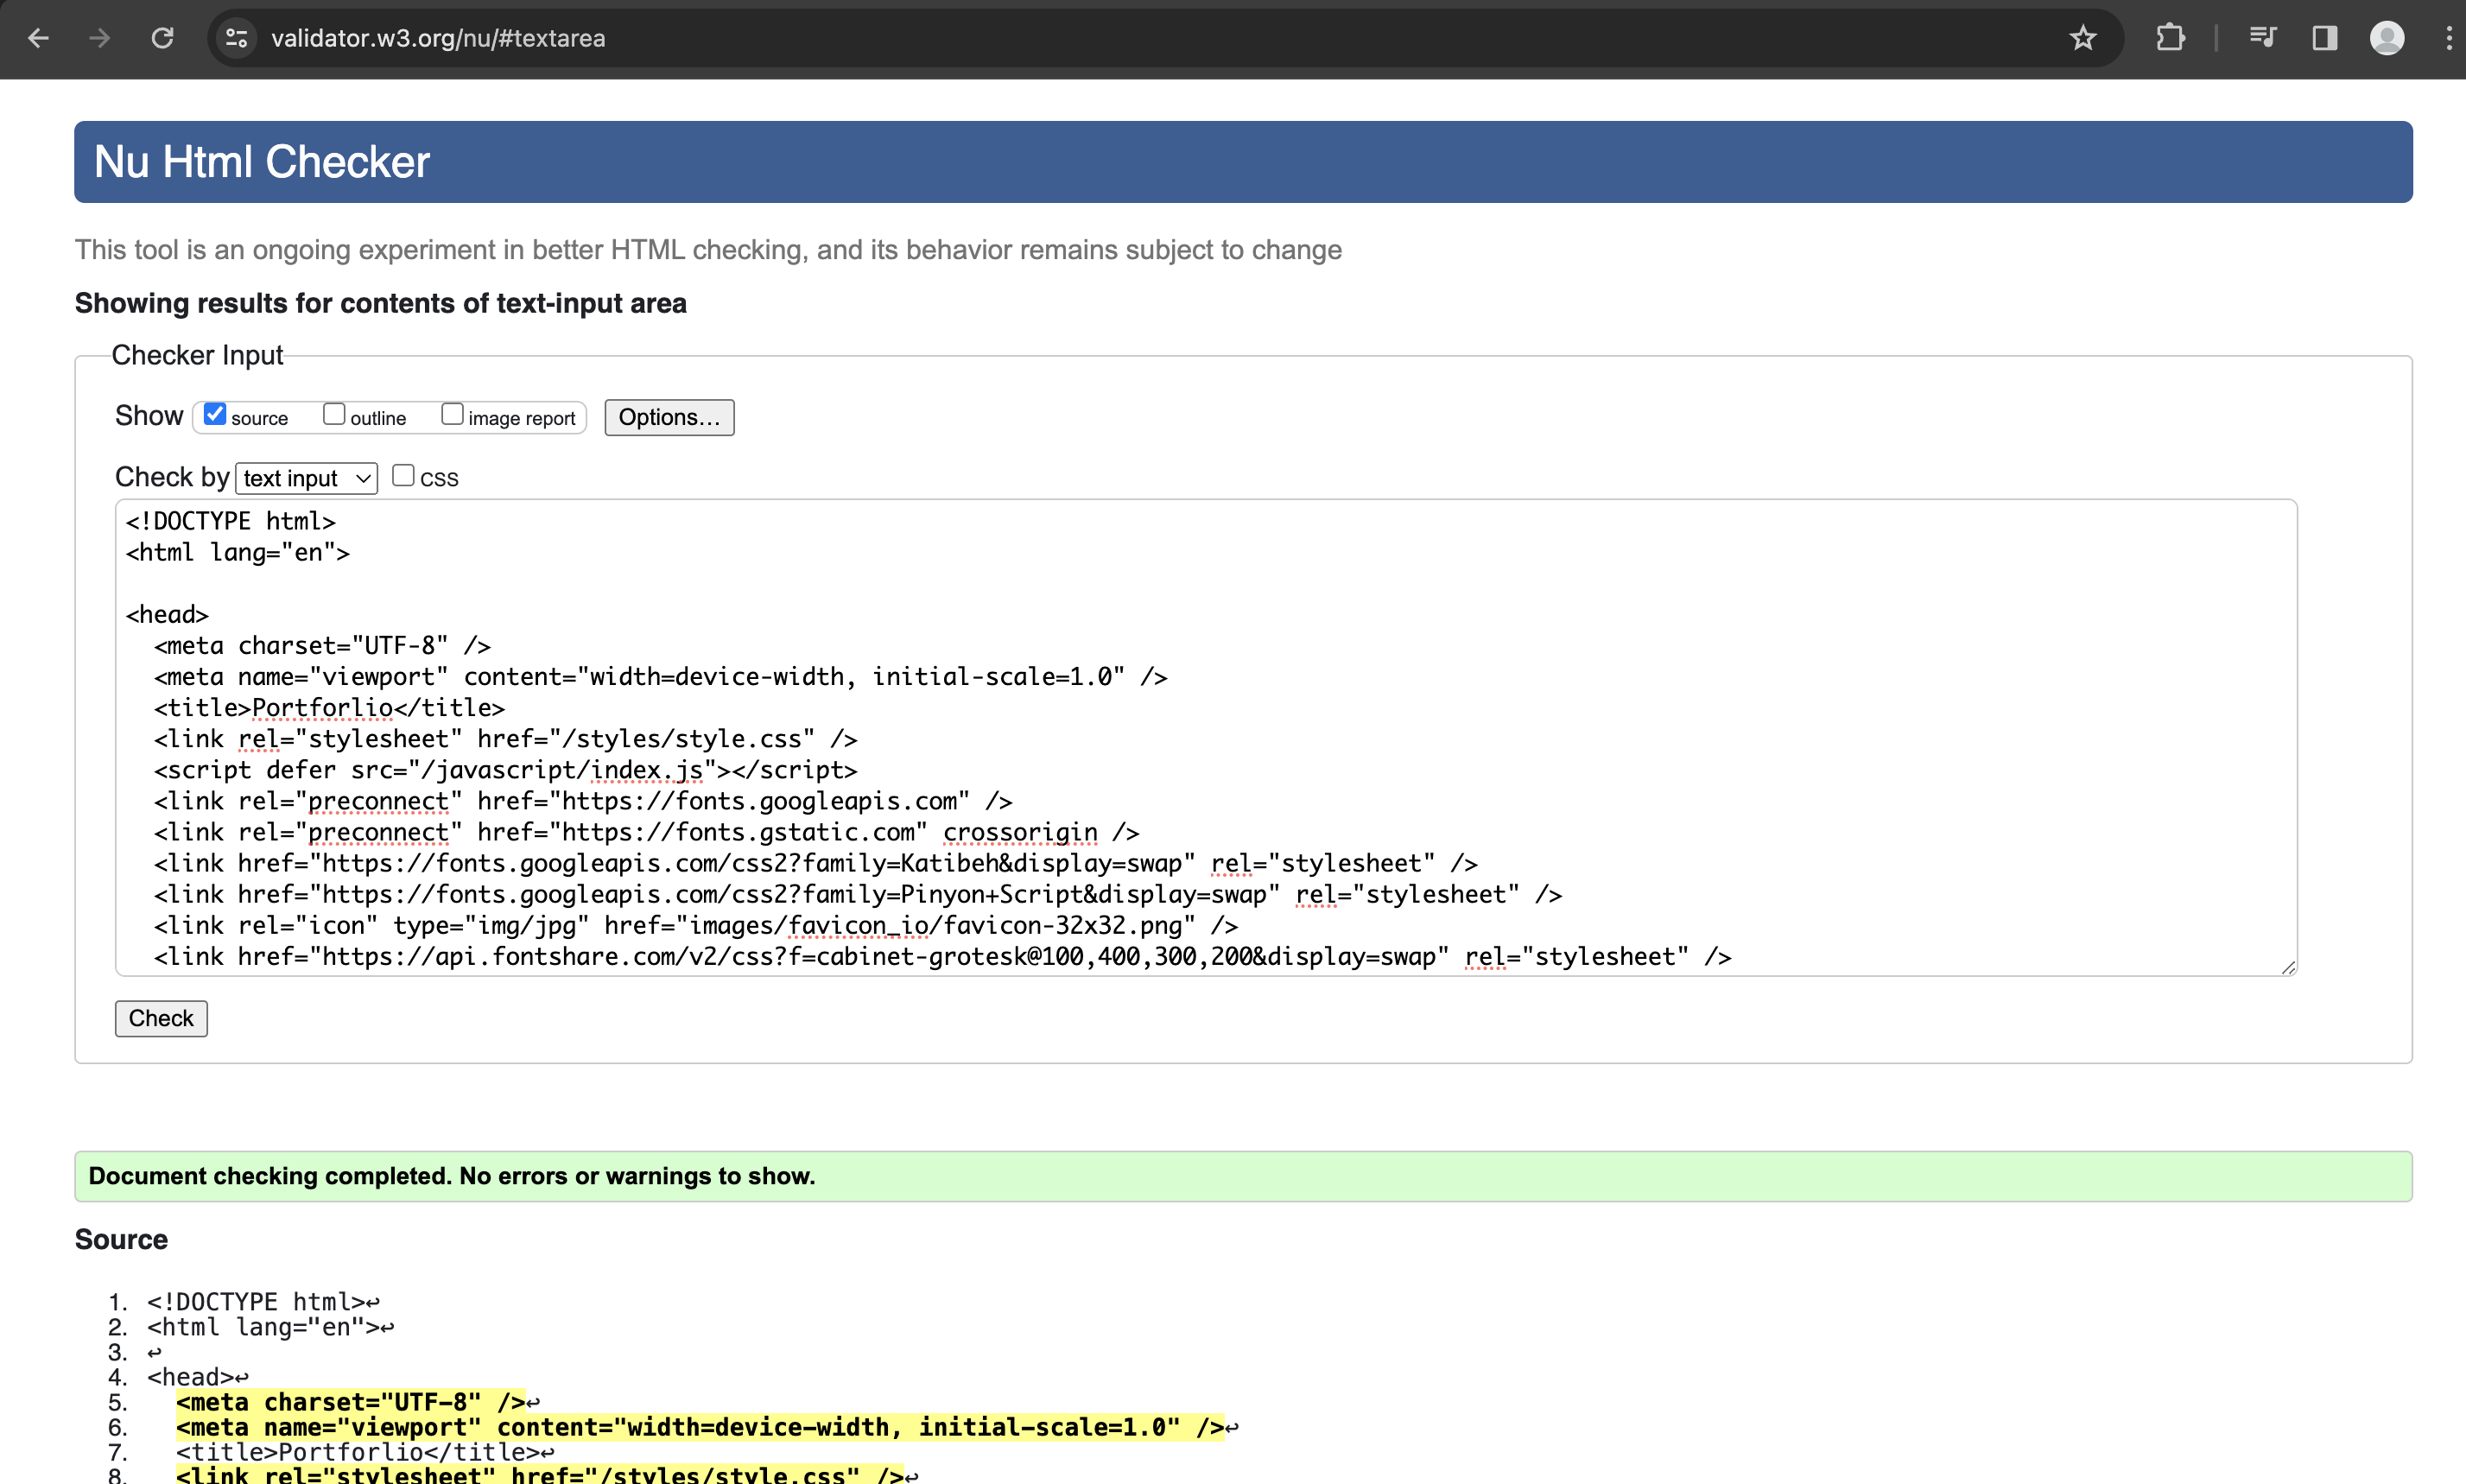 validator.w3.org/nu/#textarea
Nu Html Checker
This tool is an ongoing experiment in better HTML checking, and its behavior remains subject to change
Showing results for contents of text-input area
Checker Input
Show source outline image report Options...
Check by text input CSS
<!DOCTYPE html>
<html lang="en">
<head>
<meta charset="UTF-8" />
<meta name="viewport" content="width=device-width, initial-scale=1.0" />
<title>Portforlio</title>
<link rel="stylesheet" href="/styles/style.css" />
<script defer src="/javascript/index.js"></script>
<link rel="preconnect" href="https://fonts.googleapis.com" />
<link rel="preconnect" href="https://fonts.gstatic.com" crossorigin />
<link href="https://fonts.googleapis.com/css2?family=Katibeh&display=swap" rel="stylesheet" />
<link href="https://fonts.googleapis.com/css2?family=Pinyon+Script&display=swap" rel="stylesheet" />
<link rel="icon" type="img/jpg" href="images/favicon_io/favicon-32x32.png" />
<link href="https://api.fontshare.com/v2/css?f=cabinet-grotesk@100,400,300,200&display=swap" rel="stylesheet" />
Check
Document checking completed. No errors or warnings to show.
Source
1. <!DOCTYPE html>↩
2. <html lang="en">↩
3. ↩
4. <head>↩
5. <meta charset="UTF-8" />↩
6. <meta name="viewport" content="width=device-width, initial-scale=1.0" />↩
7. <title>Portforlio</title>↩
8. <link rel="stylesheet" href="/styles/style.css" />↩